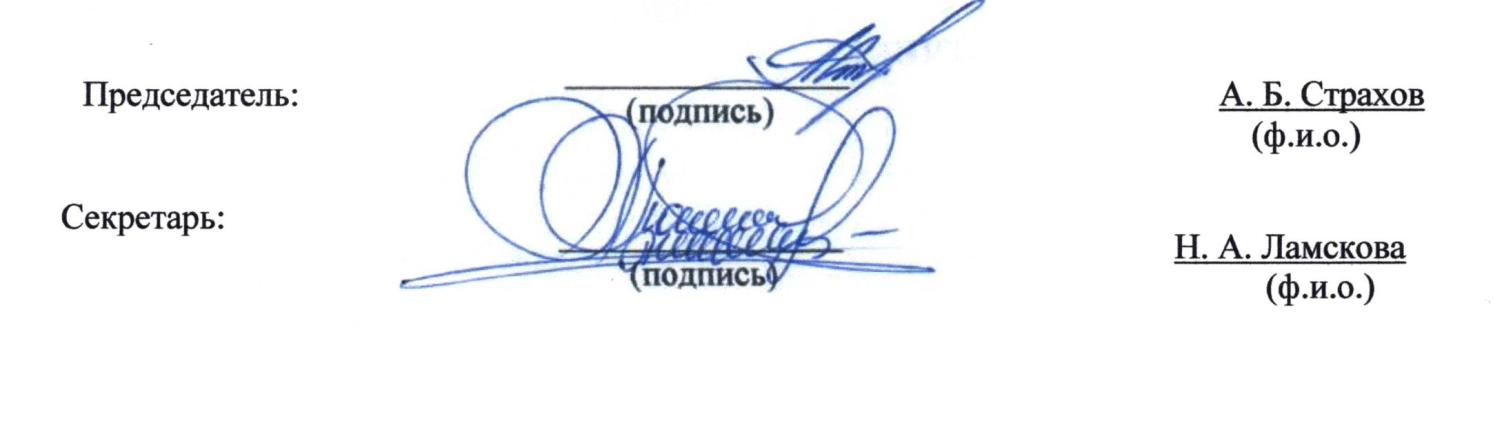 Председатель: (подпись) А. Б. Страхов
(ф.и.о.)
Секретарь: (подпись) Н. А. Ламскова
(ф.и.о.)